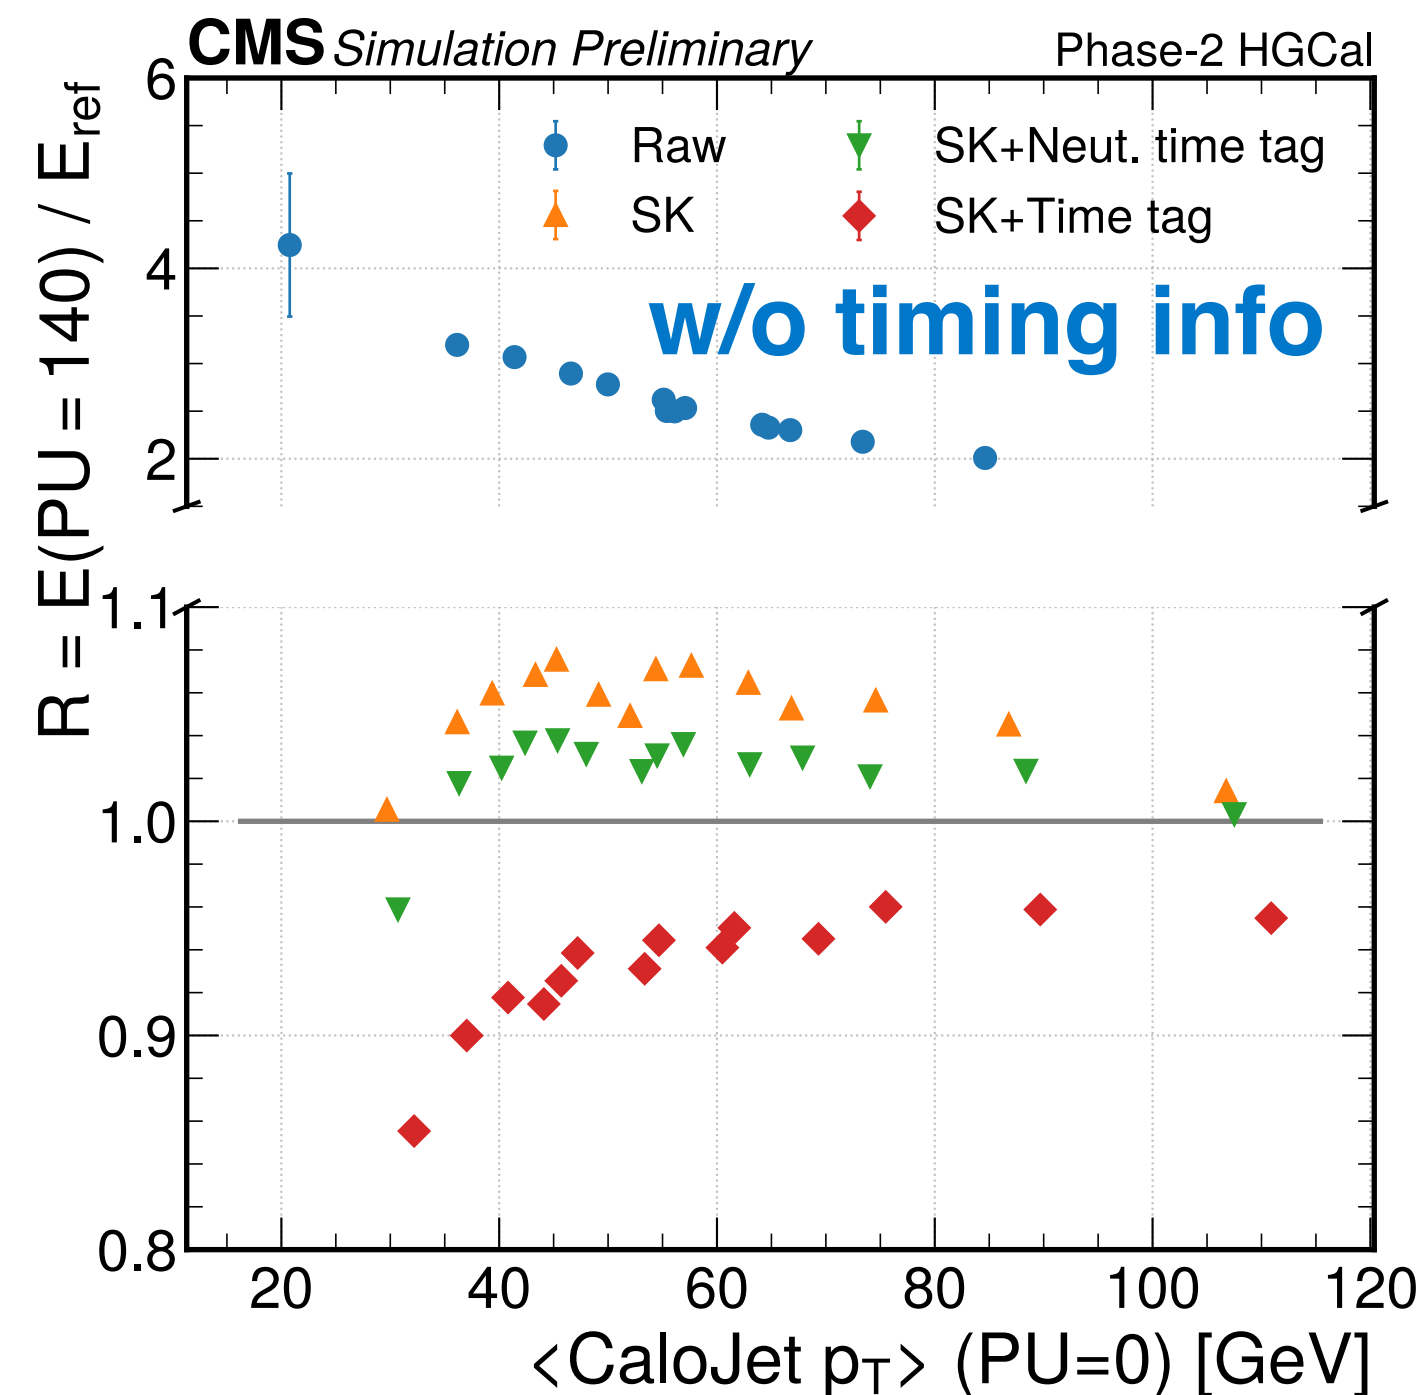 CMS Simulation Preliminary Phase-2 HGCal
R = E(PU = 140) / E_ref
6
4
2
Raw
SK
SK+Neut. time tag
SK+Time tag
w/o timing info
1.1
1.0
0.9
0.8
20 40 60 80 100 120
<CaloJet p_T> (PU=0) [GeV]